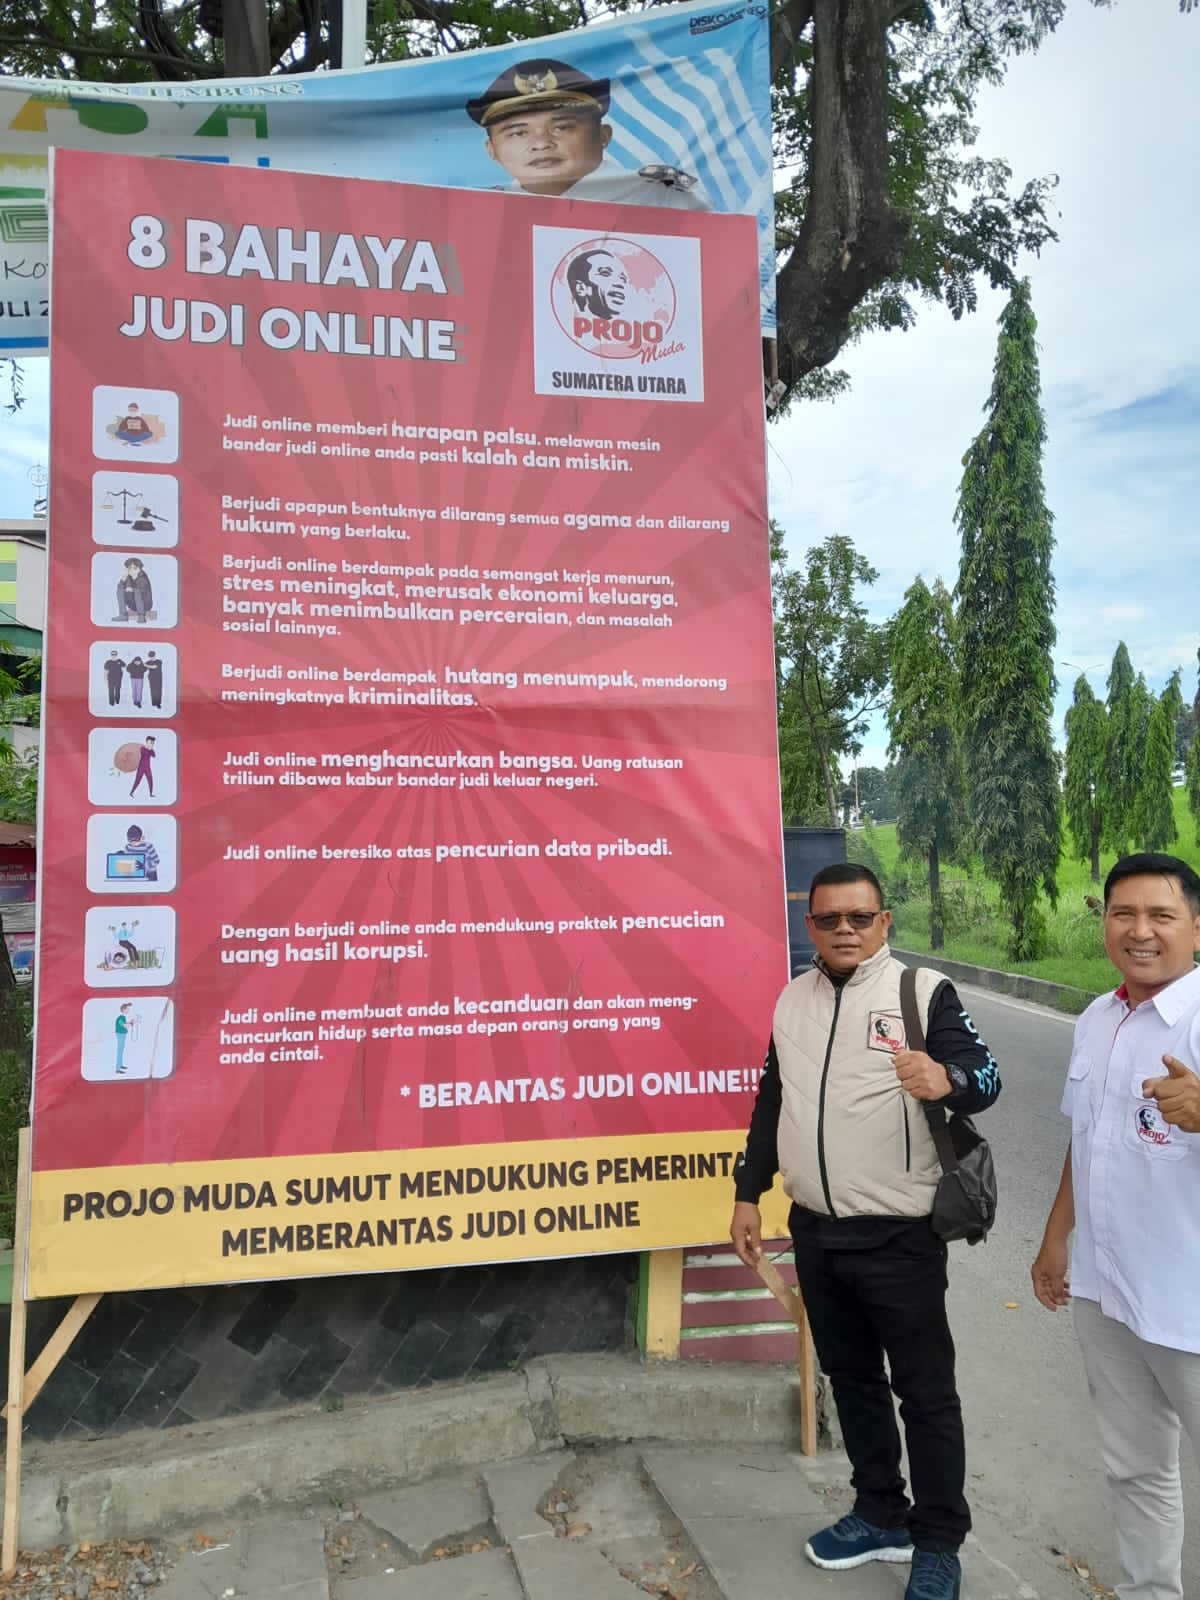 DISKOMINFO
TEMBUNG
8 BAHAYA
JUDI ONLINE
PROJO
Muda
SUMATERA UTARA
Judi online memberi harapan palsu. melawan mesin
bandar judi online anda pasti kalah dan miskin.
Berjudi apapun bentuknya dilarang semua agama dan dilarang
hukum yang berlaku.
Berjudi online berdampak pada semangat kerja menurun,
stres meningkat, merusak ekonomi keluarga,
banyak menimbulkan perceraian, dan masalah
sosial lainnya.
Berjudi online berdampak hutang menumpuk, mendorong
meningkatnya kriminalitas.
Judi online menghancurkan bangsa. Uang ratusan
triliun dibawa kabur bandar judi keluar negeri.
Judi online beresiko atas pencurian data pribadi.
Dengan berjudi online anda mendukung praktek pencucian
uang hasil korupsi.
Judi online membuat anda kecanduan dan akan meng-
hancurkan hidup serta masa depan orang orang yang
anda cintai.
* BERANTAS JUDI ONLINE!!!
PROJO MUDA SUMUT MENDUKUNG PEMERINTA
MEMBERANTAS JUDI ONLINE
PROJO
PROJO